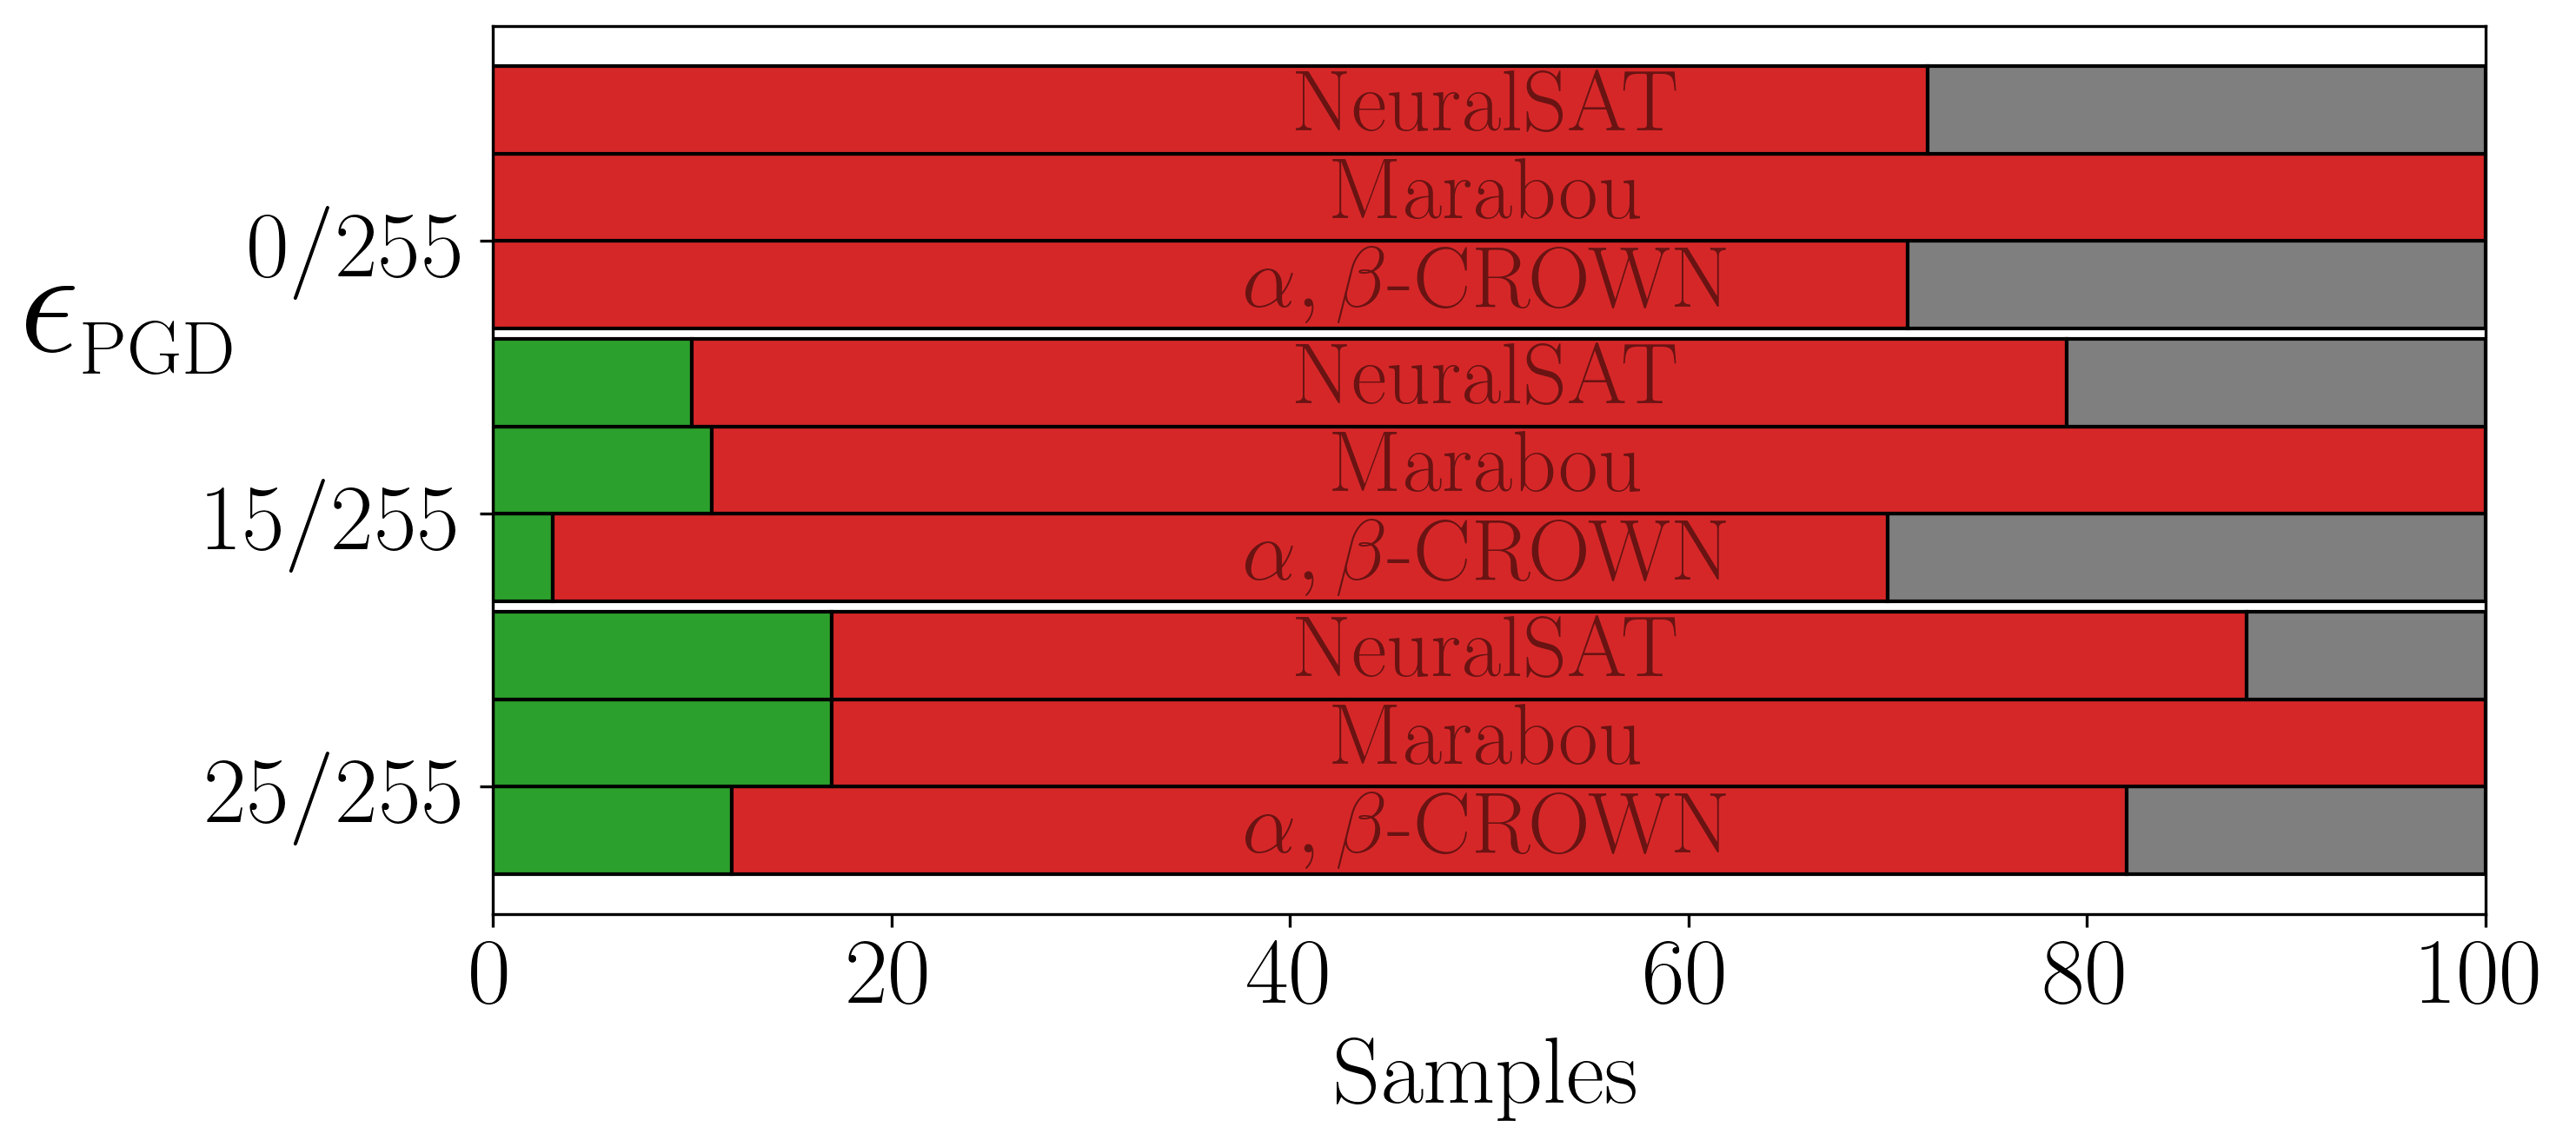 ϵPGD
0/255
NeuralSAT
Marabou
α, β-CROWN
15/255
NeuralSAT
Marabou
α, β-CROWN
25/255
NeuralSAT
Marabou
α, β-CROWN
0 20 40 60 80 100
Samples